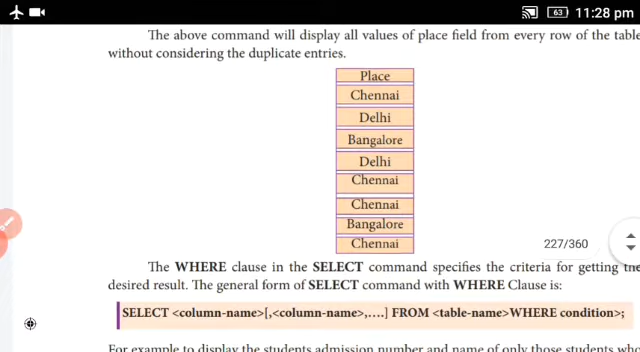 63 11:28 pm
The above command will display all values of place field from every row of the table
without considering the duplicate entries.
Place
Chennai
Delhi
Bangalore
Delhi
Chennai
Chennai
Bangalore
Chennai
227/360
The WHERE clause in the SELECT command specifies the criteria for getting the
desired result. The general form of SELECT command with WHERE Clause is:
SELECT <column-name>[,<column-name>,....] FROM <table-name>WHERE condition>;
For example to display the students admission number and name of only those students who